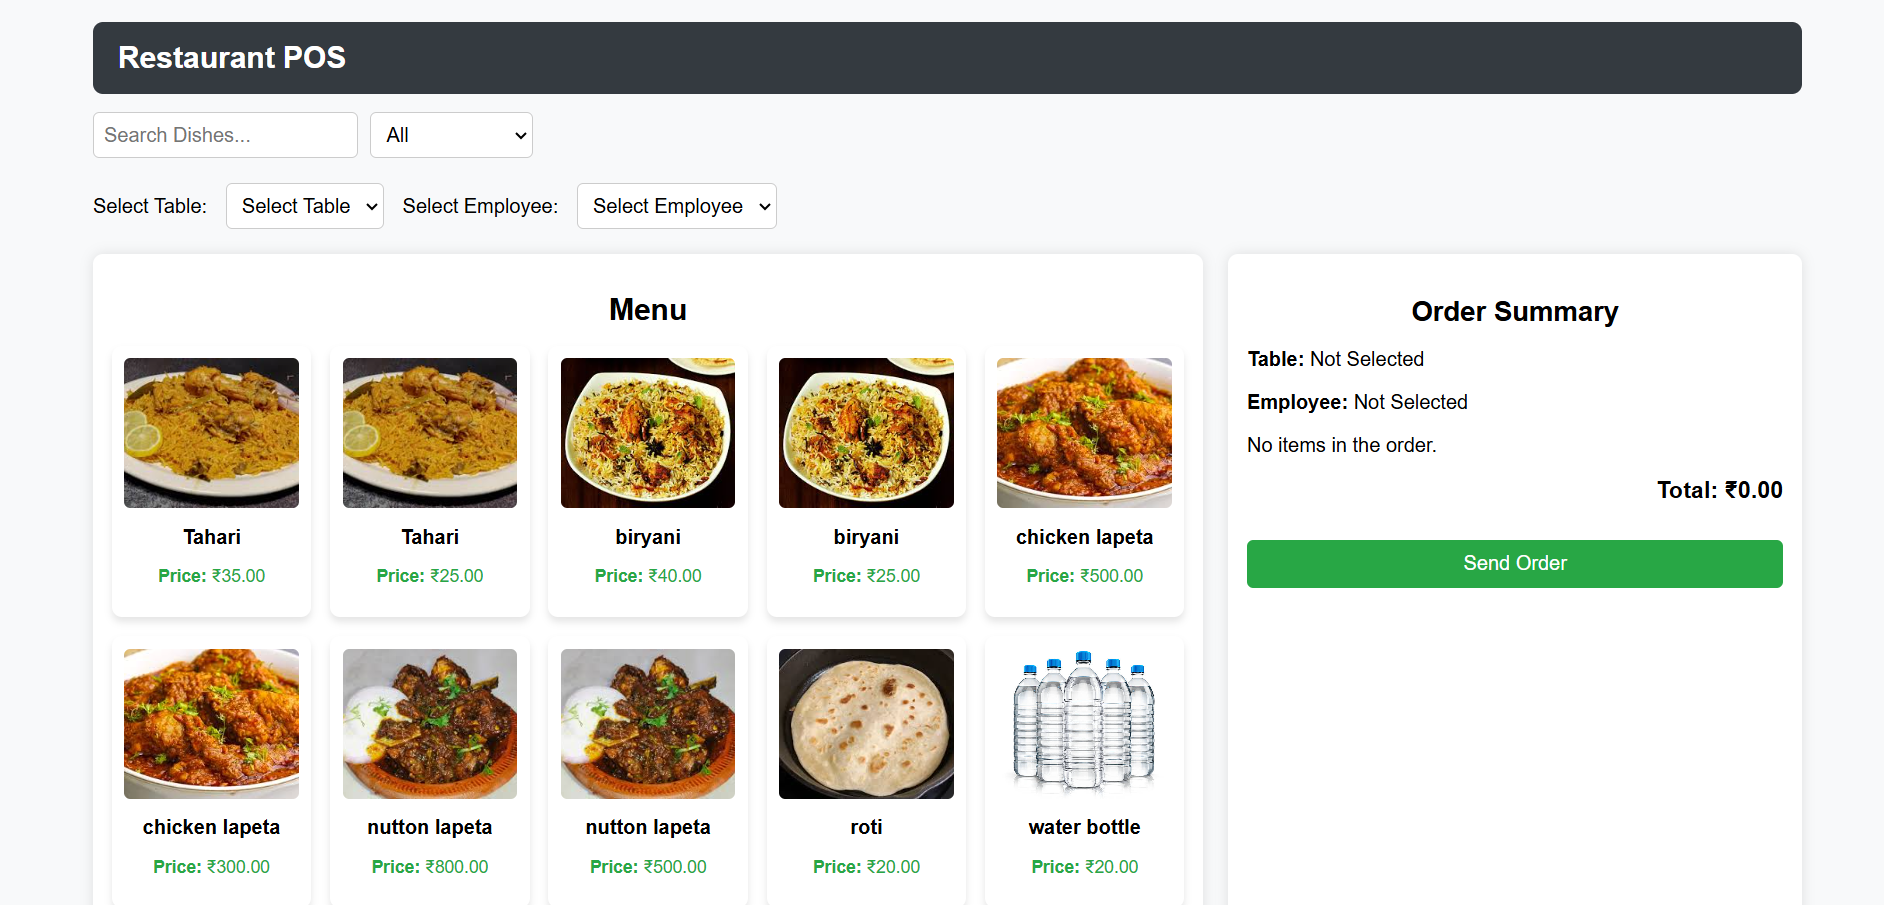 Restaurant POS
Search Dishes...
All
Select Table: Select Table Select Employee: Select Employee
Menu
Tahari
Price: ₹35.00
Tahari
Price: ₹25.00
biryani
Price: ₹40.00
biryani
Price: ₹25.00
chicken lapeta
Price: ₹500.00
chicken lapeta
Price: ₹300.00
nutton lapeta
Price: ₹800.00
nutton lapeta
Price: ₹500.00
roti
Price: ₹20.00
water bottle
Price: ₹20.00
Order Summary
Table: Not Selected
Employee: Not Selected
No items in the order.
Total: ₹0.00
Send Order